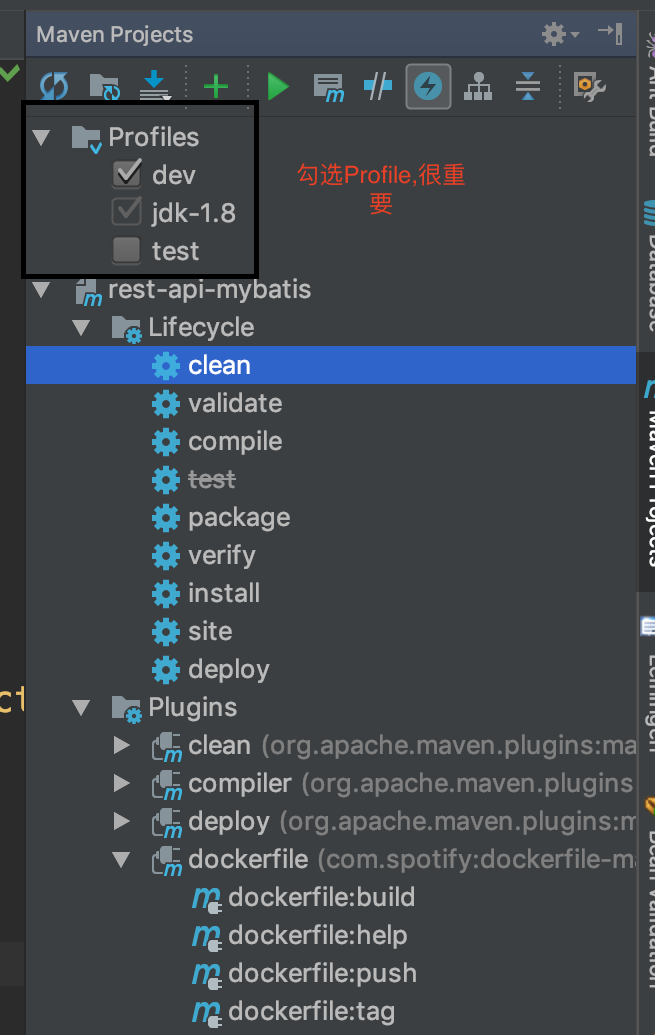 Maven Projects
Profiles
dev
勾选Profile,很重
要
jdk-1.8
test
rest-api-mybatis
Lifecycle
clean
validate
compile
test
package
verify
install
site
deploy
Plugins
clean (org.apache.maven.plugins:ma
compiler (org.apache.maven.plugins
deploy (org.apache.maven.plugins:m
dockerfile (com.spotify:dockerfile-ma
dockerfile:build
dockerfile:help
dockerfile:push
dockerfile:tag
ct
Ant Build
Database
Maven Projects
Bean Validation